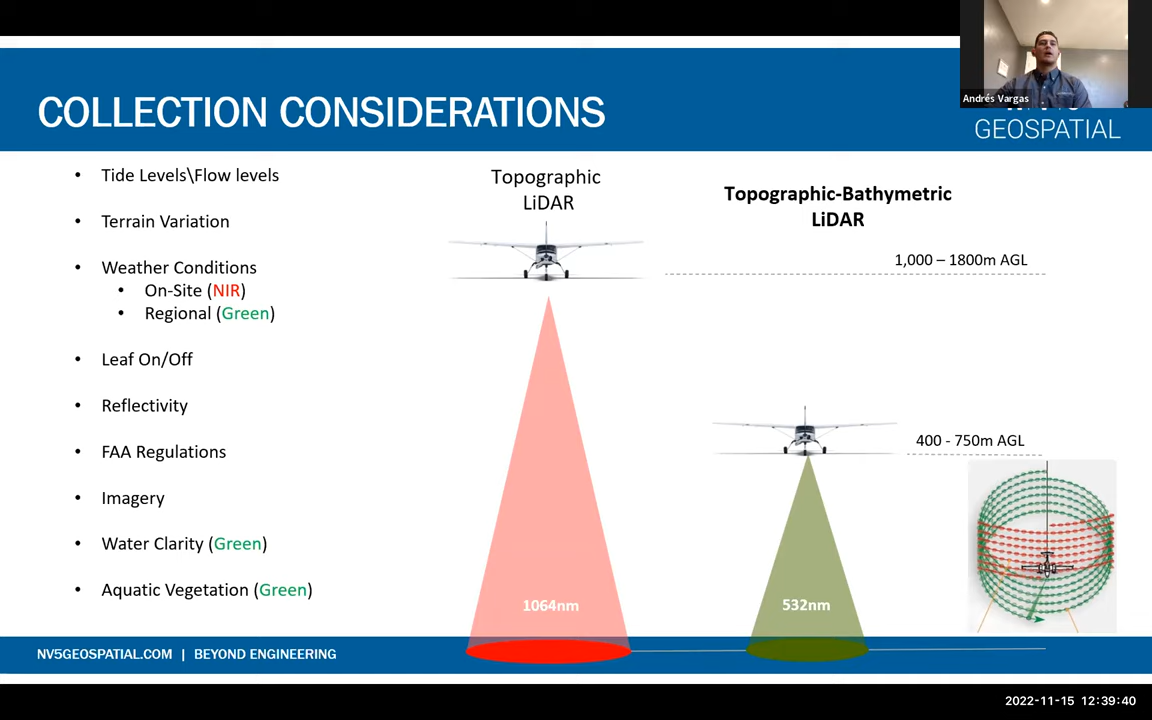 Andrés Vargas
COLLECTION CONSIDERATIONS
GEOSPATIAL
Tide Levels\Flow levels
Terrain Variation
Weather Conditions
On-Site (NIR)
Regional (Green)
Leaf On/Off
Reflectivity
FAA Regulations
Imagery
Water Clarity (Green)
Aquatic Vegetation (Green)
Topographic
LiDAR
Topographic-Bathymetric
LiDAR
1,000 – 1800m AGL
400 - 750m AGL
1064nm
532nm
NV5GEOSPATIAL.COM | BEYOND ENGINEERING
2022-11-15 12:39:40